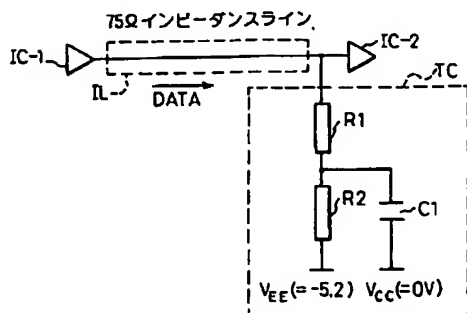 75Ωインピーダンスライン
IC-1
IC-2
IL
DATA
TC
R1
R2
C1
VEE(=-5.2) VCC(=0V)